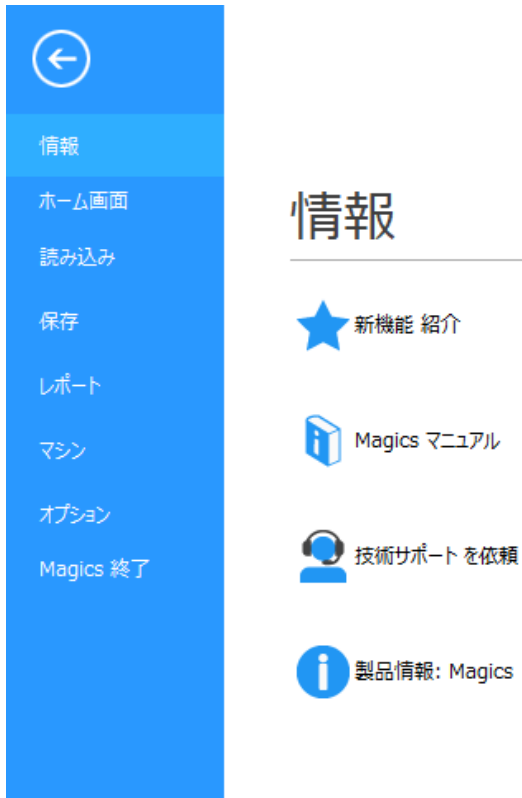 情報
ホーム画面
読み込み
保存
レポート
マシン
オプション
Magics 終了
情報
新機能 紹介
Magics マニュアル
技術サポート を依頼
製品情報: Magics